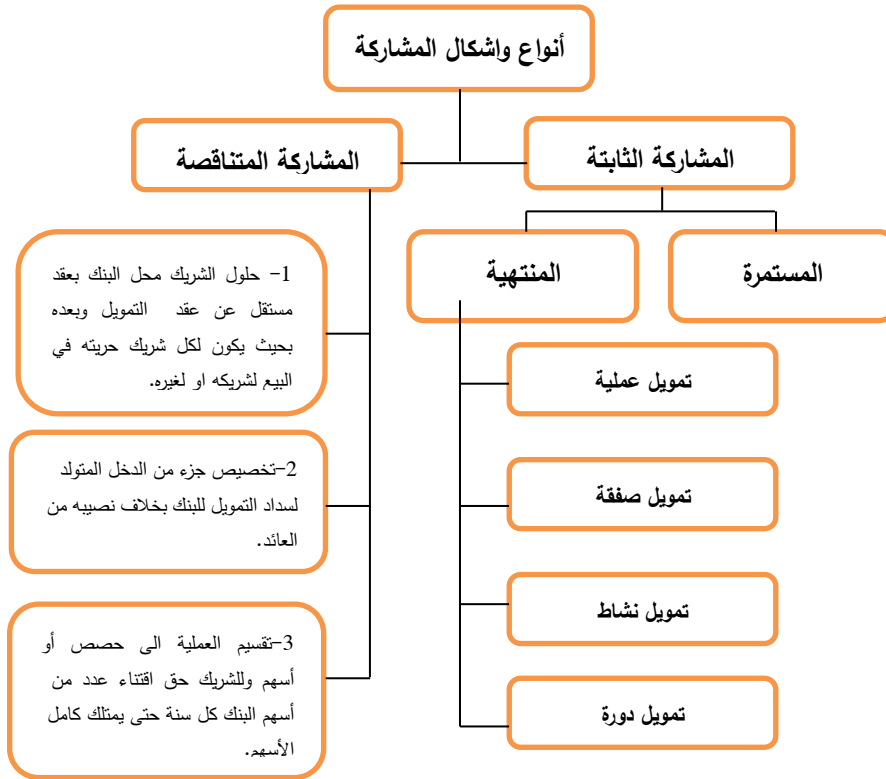 أنواع واشكال المشاركة
المشاركة الثابتة
المشاركة المتناقصة
المستمرة
المنتهية
تمويل عملية
تمويل صفقة
تمويل نشاط
تمويل دورة
1- حلول الشريك محل البنك بعقد
مستقل عن عقد التمويل وبعده
بحيث يكون لكل شريك حريته في
البيع لشريكه او لغيره.
2-تخصيص جزء من الدخل المتولد
لسداد التمويل للبنك بخلاف نصيبه من
العائد.
3-تقسيم العملية الى حصص أو
أسهم وللشريك حق اقتناء عدد من
أسهم البنك كل سنة حتى يمتلك كامل
الأسهم.